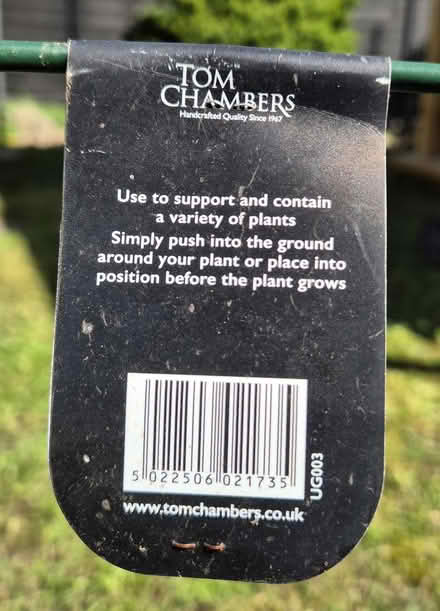 TOM
CHAMBERS
Handcrafted Quality Since 1967
Use to support and contain
a variety of plants
Simply push into the ground
around your plant or place into
position before the plant grows
5 022506 021735
UG003
www.tomchambers.co.uk